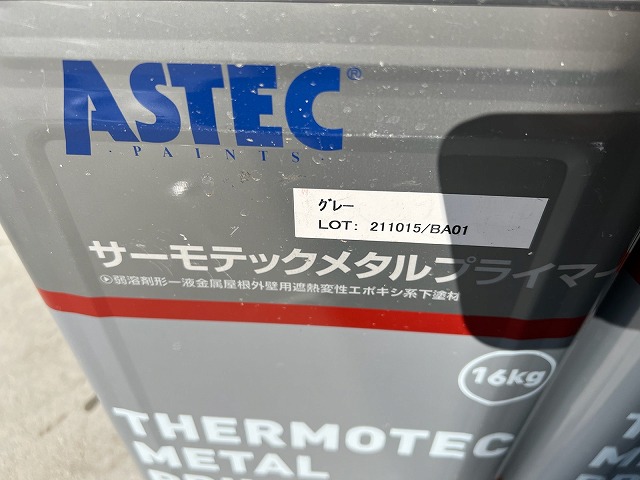 ASTEC®
・PAINTS・
グレー
LOT: 211015/BA01
サーモテックメタルプライマー
弱溶剤形一液金属屋根外壁用遮熱変性エポキシ系下塗材
16kg
THERMOTEC
METAL